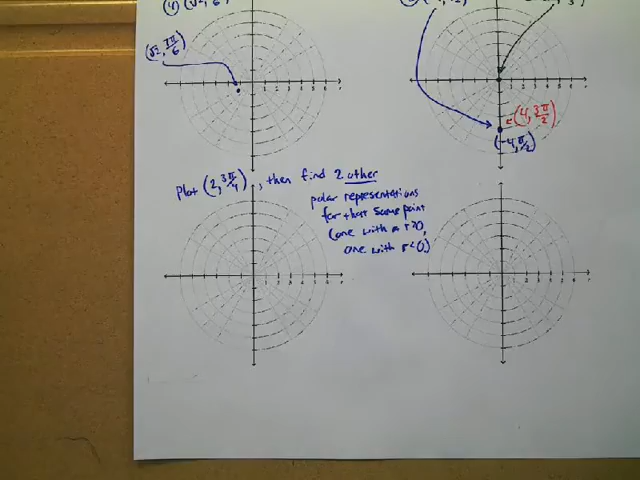 (√2, 7π/6)
(4, 3π/2)
(-4, π/2)
Plot (2, 3π/4), then find 2 other
polar representations
for that same point
(one with a r>0,
one with r<0)